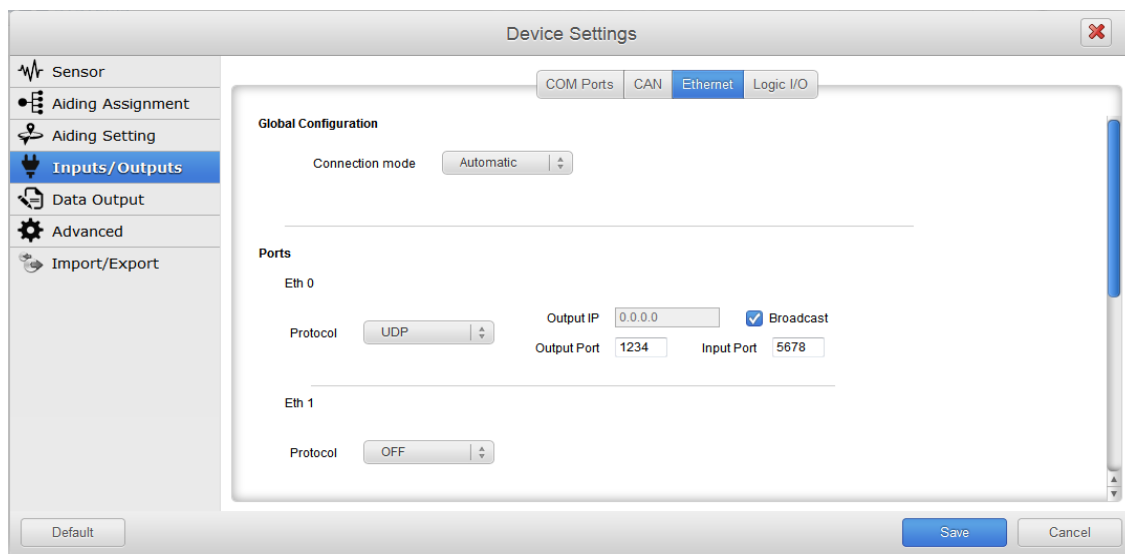 Device Settings
Sensor
Aiding Assignment
Aiding Setting
Inputs/Outputs
Data Output
Advanced
Import/Export
COM Ports CAN Ethernet Logic I/O
Global Configuration
Connection mode Automatic
Ports
Eth 0
Output IP 0.0.0.0 Broadcast
Protocol UDP
Output Port 1234 Input Port 5678
Eth 1
Protocol OFF
Default Save Cancel